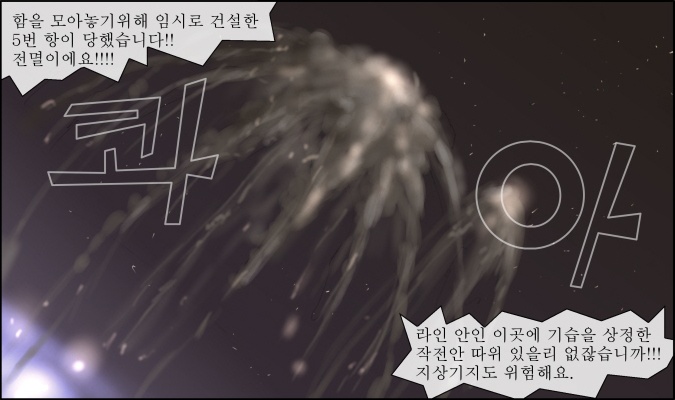 함을 모아놓기위해 임시로 건설한
5번 항이 당했습니다!!
전멸이에요!!!!
콰 아
라인 안인 이곳에 기습을 상정한
작전안 따위 있을리 없잖습니까!!!
지상기지도 위험해요.